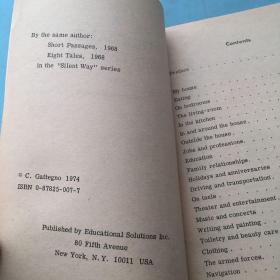 By the same author:
Short Passages, 1968
Eight Tales, 1968
in the "Silent Way" series
© C. Gattegno 1974
ISBN 0-87825-007-7
Published by Educational Solutions Inc.
80 Fifth Avenue
New York, N.Y. 10011 USA
Contents
Preface
My home
Eating
On bedrooms
The living-room
In the kitchen
In and around the house
Outside the house
Jobs and professions
Education
Family relationships
Holidays and anniversaries
Driving and transportation
On taxis
Theater and entertainment
Music and concerts
Writing and painting
Toiletry and beauty care
Clothing
The armed forces
Navigation